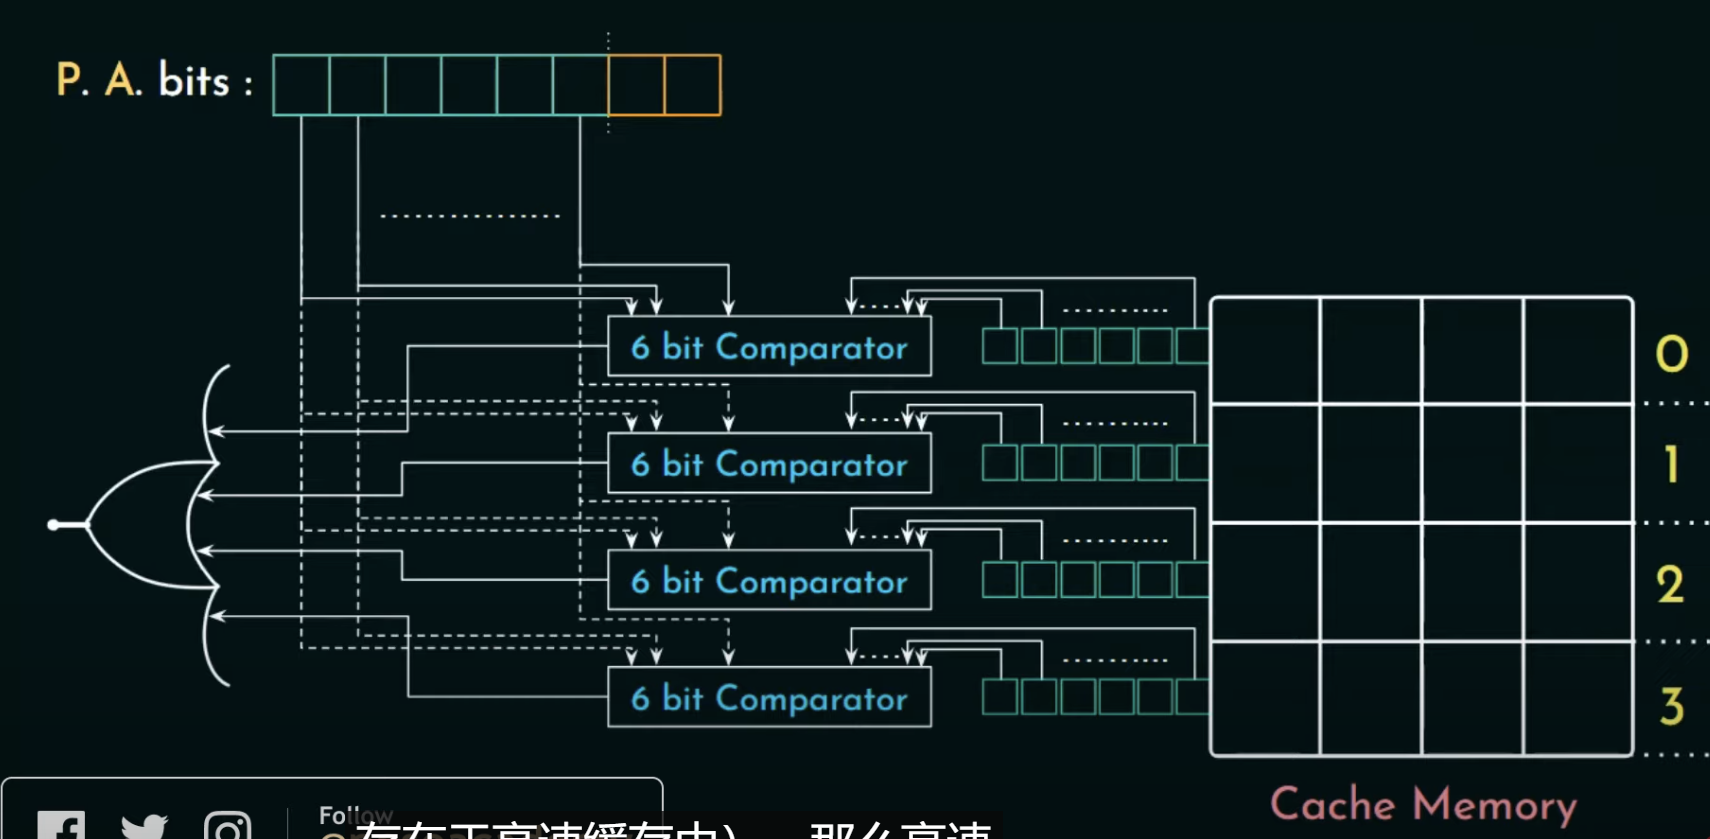 P. A. bits :
6 bit Comparator
0
6 bit Comparator
1
6 bit Comparator
2
6 bit Comparator
3
Cache Memory
Follow
存在于高速缓存中） 那么高速